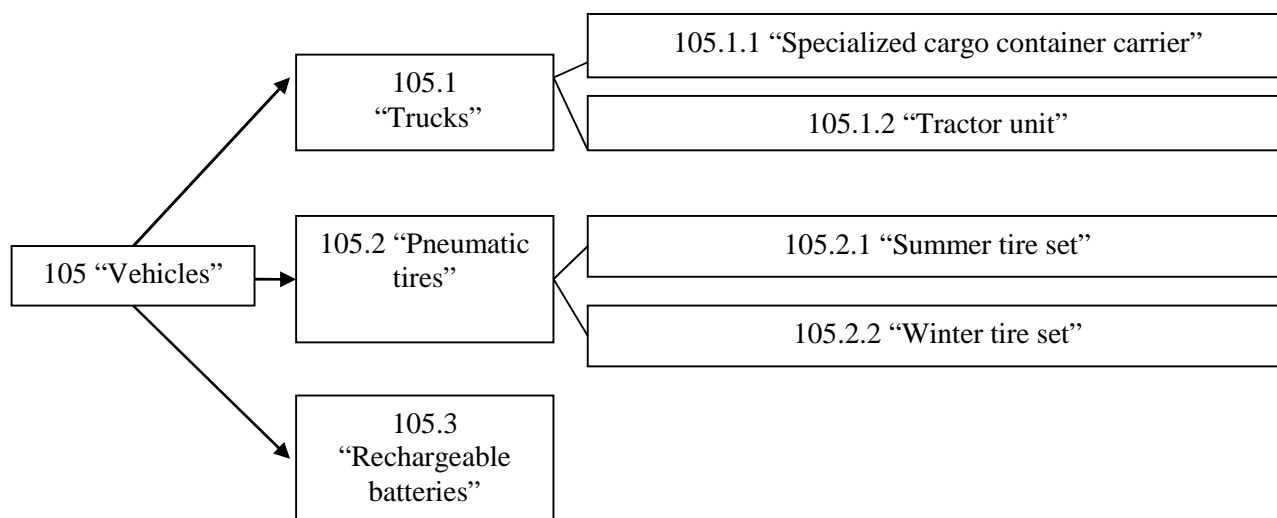 105 “Vehicles”
105.1
“Trucks”
105.1.1 “Specialized cargo container carrier”
105.1.2 “Tractor unit”
105.2 “Pneumatic
tires”
105.2.1 “Summer tire set”
105.2.2 “Winter tire set”
105.3
“Rechargeable
batteries”